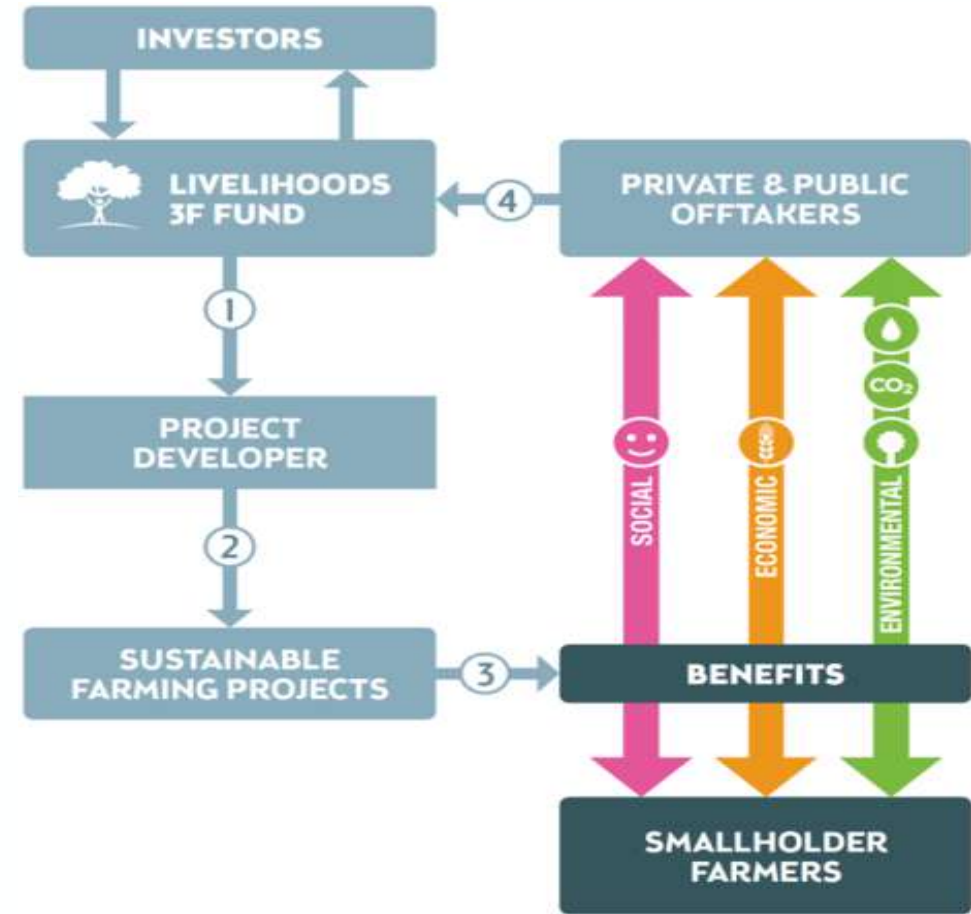 INVESTORS
LIVELIHOODS
3F FUND
4
PRIVATE & PUBLIC
OFFTAKERS
1
PROJECT
DEVELOPER
2
CO₂
SOCIAL
ECONOMIC
ENVIRONMENTAL
SUSTAINABLE
FARMING PROJECTS
3
BENEFITS
SMALLHOLDER
FARMERS